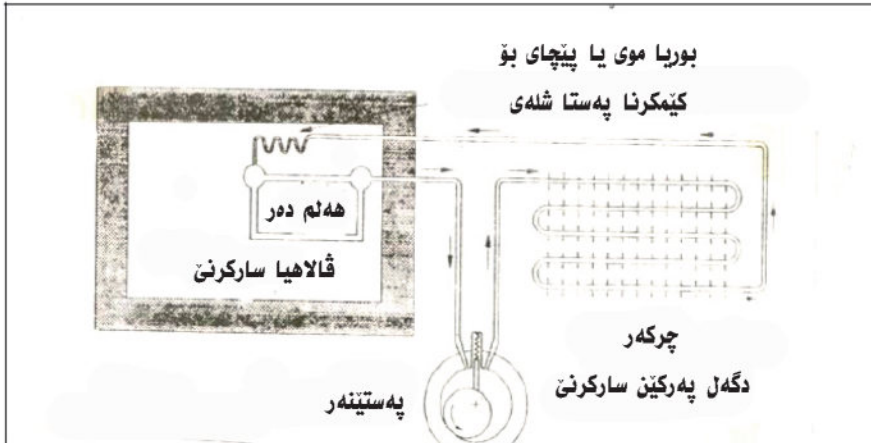 بوریا موی یا پێچای بۆ
کێمکرنا پەستا شلەی
هەلم دەر
ڤالاهیا سارکرنێ
چرکەر
دگەل پەرکێن سارکرنێ
پەستێنەر